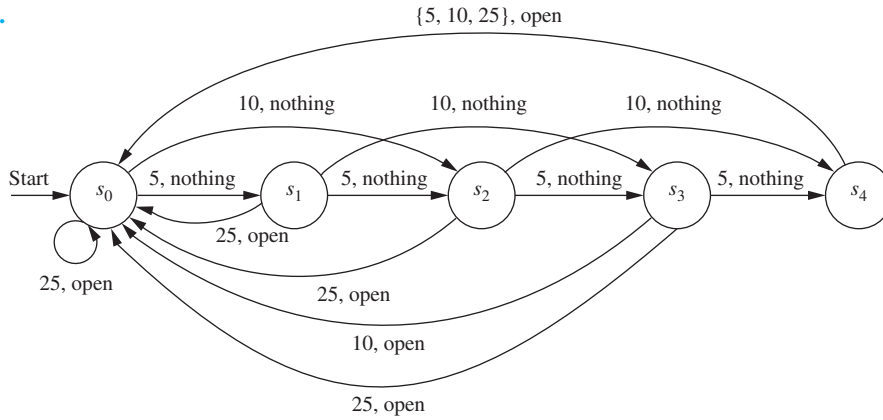 {5, 10, 25}, open
10, nothing
10, nothing
10, nothing
Start
s0
5, nothing
s1
5, nothing
s2
5, nothing
s3
5, nothing
s4
25, open
25, open
25, open
10, open
25, open